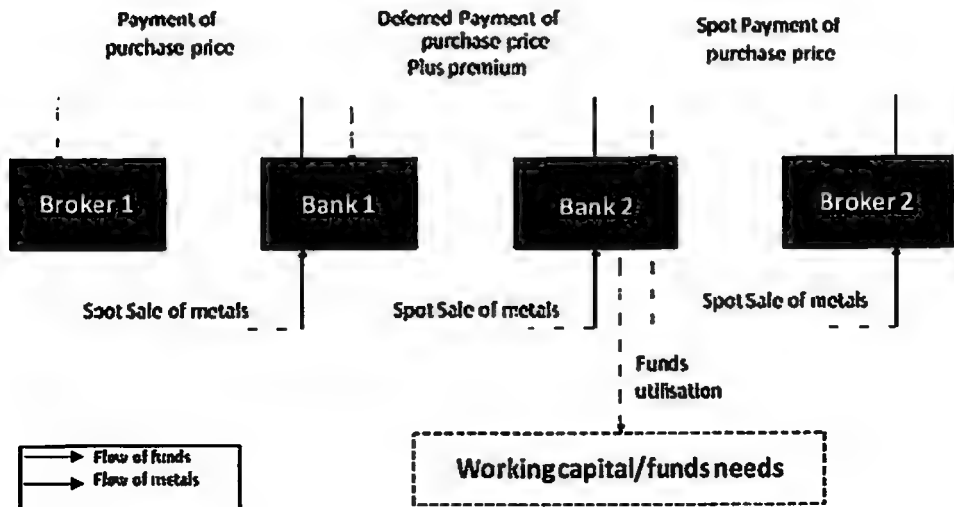 Payment of
purchase price
Deferred Payment of
purchase price
Plus premium
Spot Payment of
purchase price
Broker 1
Bank 1
Bank 2
Broker 2
Spot Sale of metals
Spot Sale of metals
Spot Sale of metals
Funds
utilisation
Flow of funds
Flow of metals
Working capital/funds needs